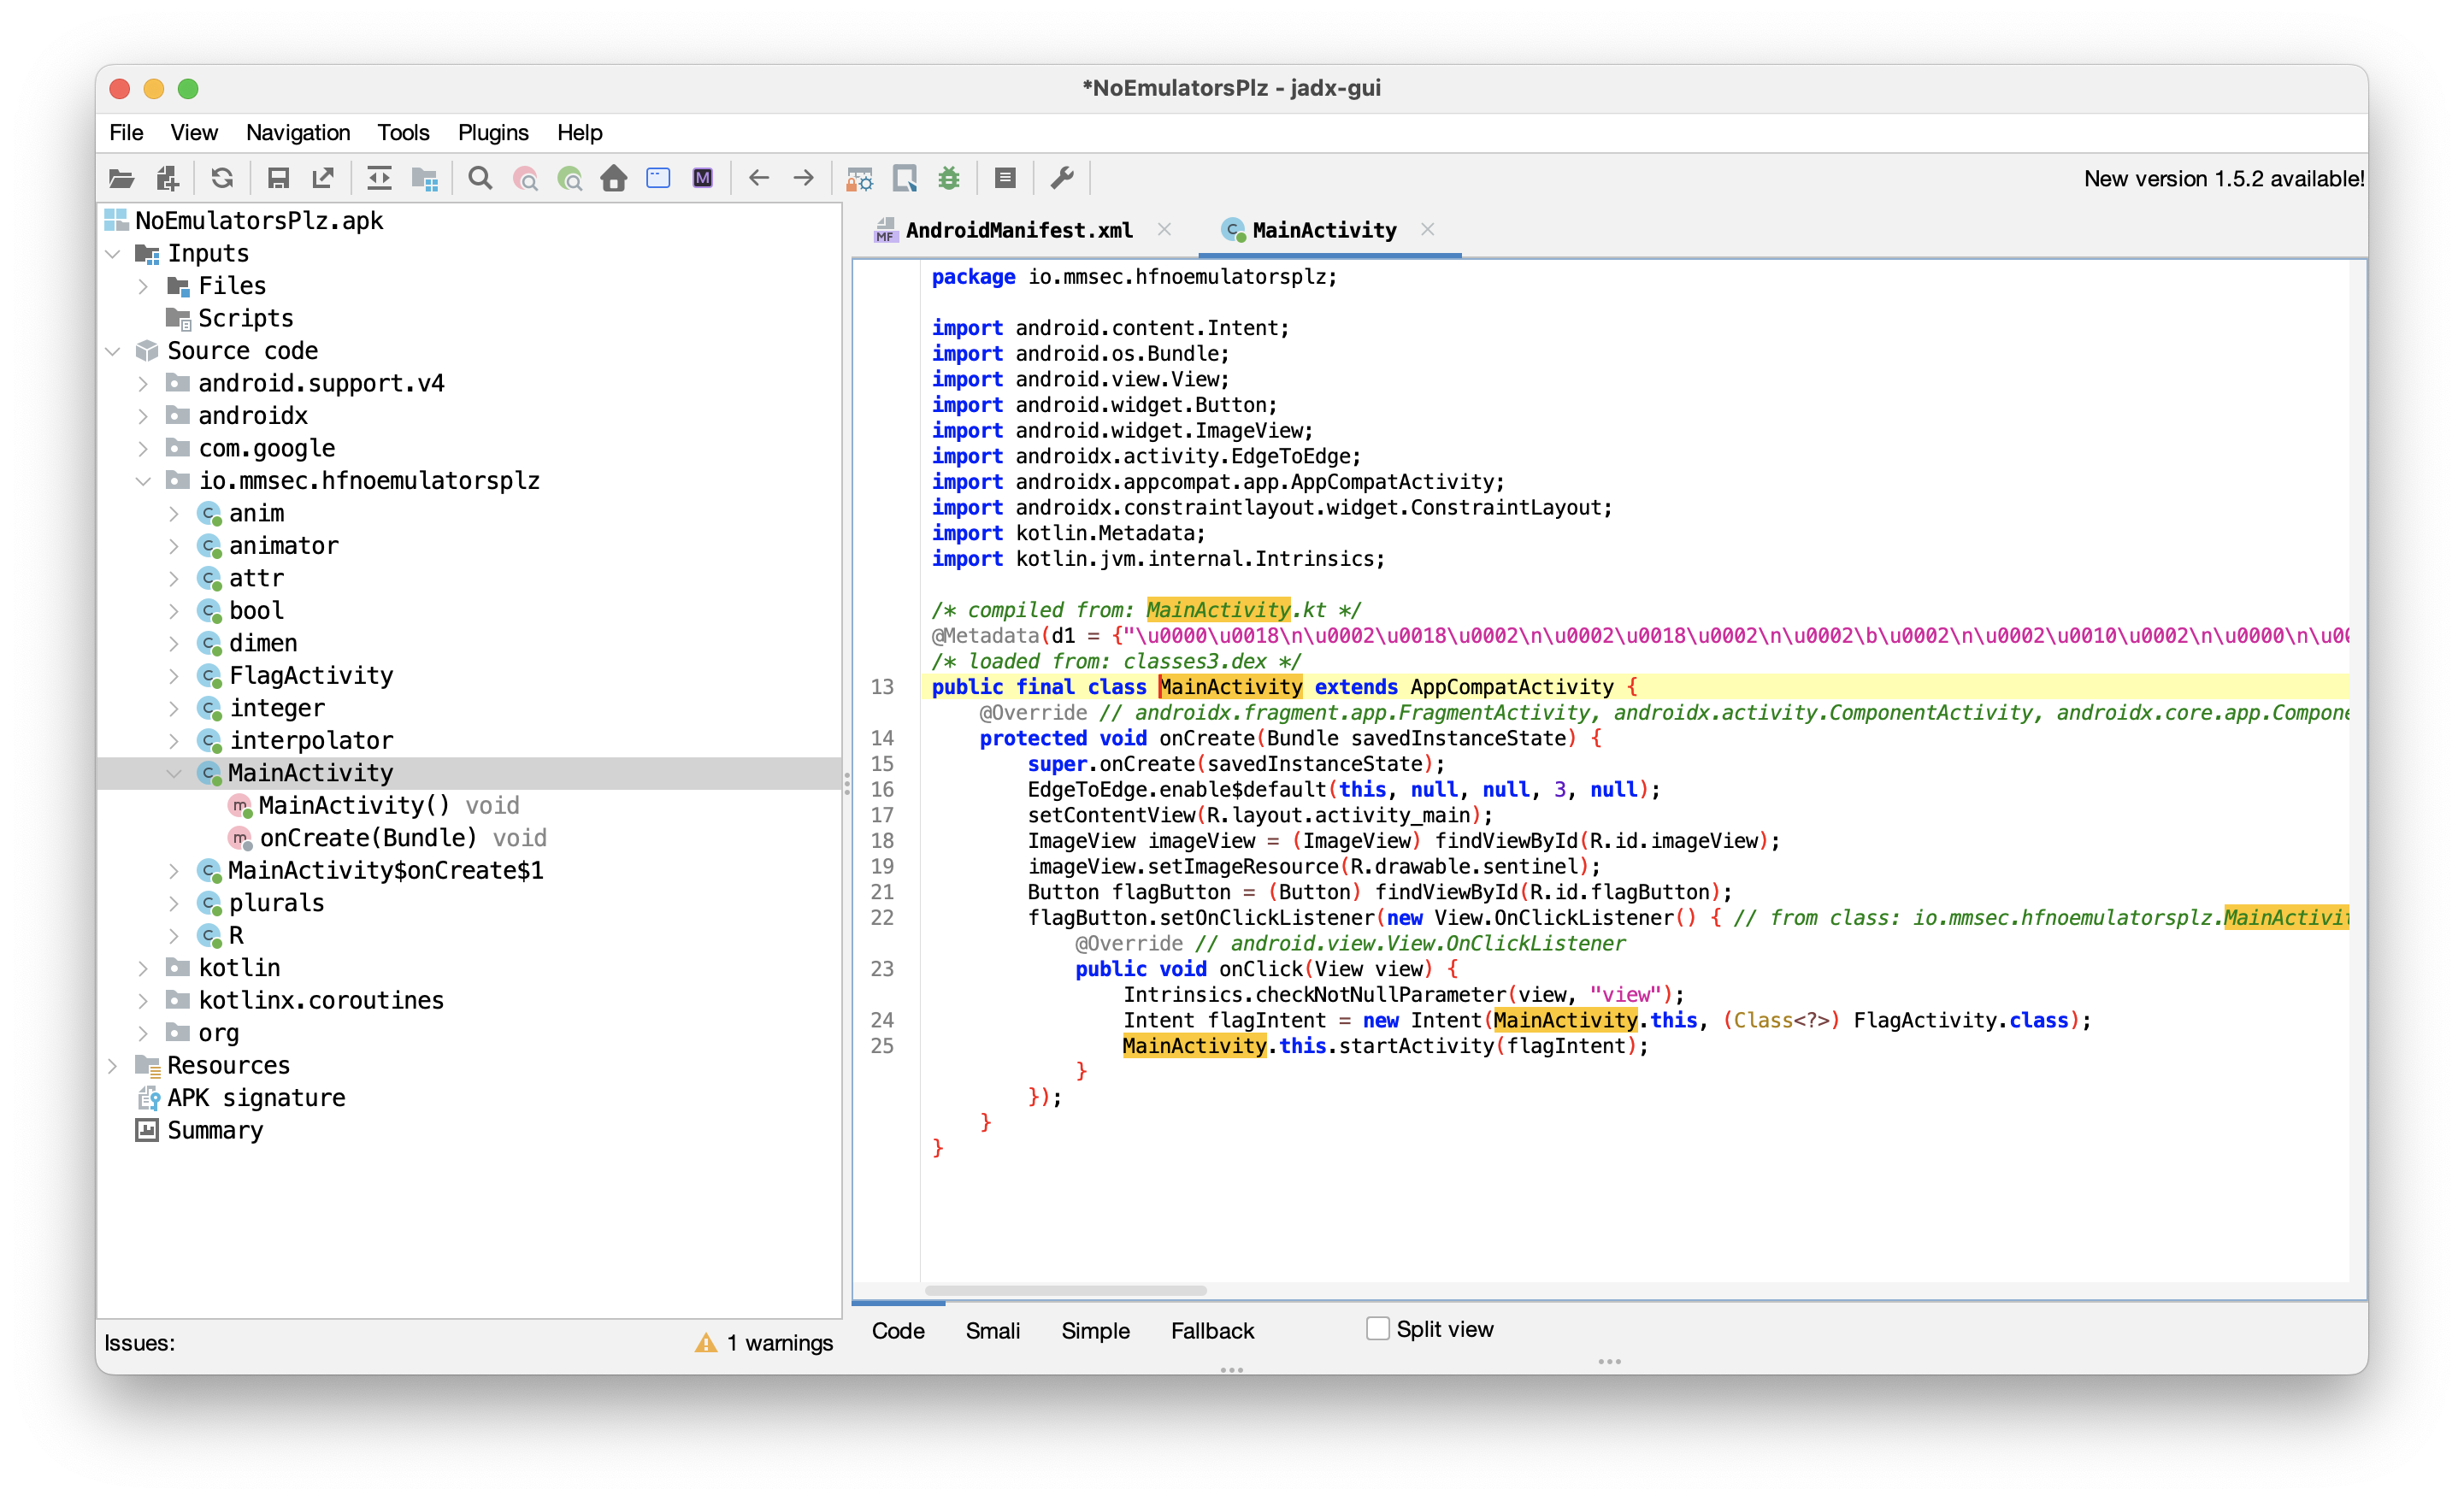 *NoEmulatorsPlz - jadx-gui
File View Navigation Tools Plugins Help
New version 1.5.2 available!
NoEmulatorsPlz.apk
Inputs
Files
Scripts
Source code
android.support.v4
androidx
com.google
io.mmsec.hfnoemulatorsplz
anim
animator
attr
bool
dimen
FlagActivity
integer
interpolator
MainActivity
MainActivity() void
onCreate(Bundle) void
MainActivity$onCreate$1
plurals
R
kotlin
kotlinx.coroutines
org
Resources
APK signature
Summary
Issues: 1 warnings
AndroidManifest.xml MainActivity
package io.mmsec.hfnoemulatorsplz;
import android.content.Intent;
import android.os.Bundle;
import android.view.View;
import android.widget.Button;
import android.widget.ImageView;
import androidx.activity.EdgeToEdge;
import androidx.appcompat.app.AppCompatActivity;
import androidx.constraintlayout.widget.ConstraintLayout;
import kotlin.Metadata;
import kotlin.jvm.internal.Intrinsics;
/* compiled from: MainActivity.kt */
@Metadata(d1 = {"\u0000\u0018\n\u0002\u0018\u0002\n\u0002\u0018\u0002\n\u0002\b\u0002\n\u0002\u0010\u0002\n\u0000\n\u00
/* loaded from: classes3.dex */
13 public final class MainActivity extends AppCompatActivity {
@Override // androidx.fragment.app.FragmentActivity, androidx.activity.ComponentActivity, androidx.core.app.Compone
14 protected void onCreate(Bundle savedInstanceState) {
15 super.onCreate(savedInstanceState);
16 EdgeToEdge.enable$default(this, null, null, 3, null);
17 setContentView(R.layout.activity_main);
18 ImageView imageView = (ImageView) findViewById(R.id.imageView);
19 imageView.setImageResource(R.drawable.sentinel);
21 Button flagButton = (Button) findViewById(R.id.flagButton);
22 flagButton.setOnClickListener(new View.OnClickListener() { // from class: io.mmsec.hfnoemulatorsplz.MainActivit
@Override // android.view.View.OnClickListener
23 public void onClick(View view) {
Intrinsics.checkNotNullParameter(view, "view");
24 Intent flagIntent = new Intent(MainActivity.this, (Class<?>) FlagActivity.class);
25 MainActivity.this.startActivity(flagIntent);
}
});
}
}
Code Smali Simple Fallback Split view